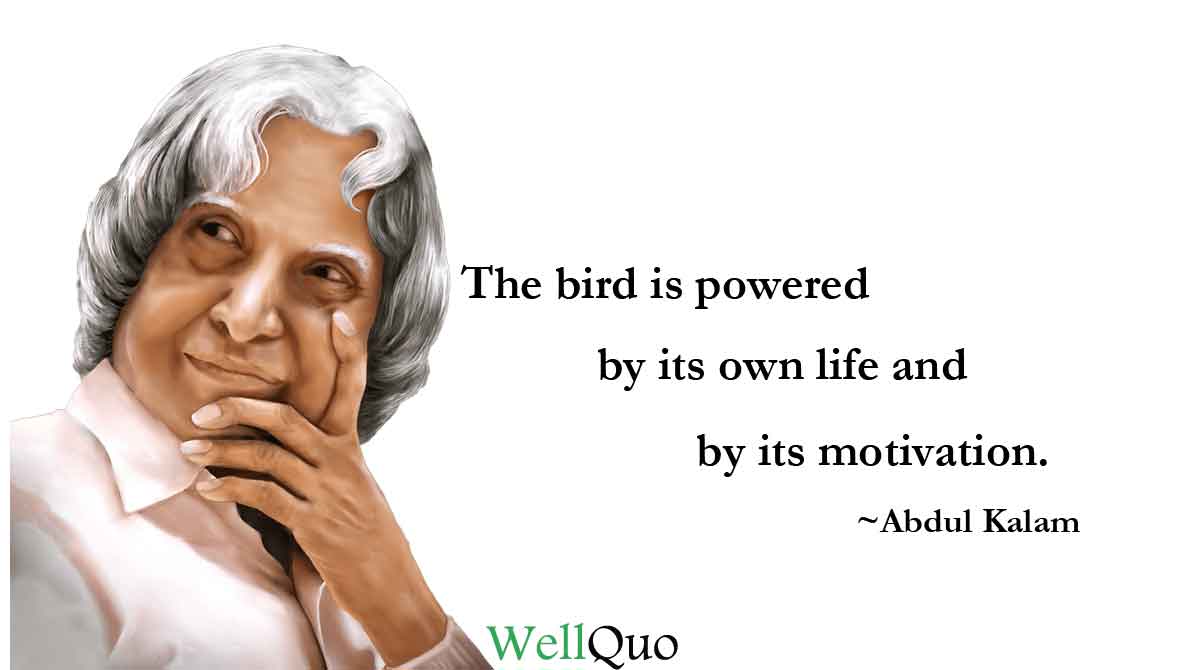 The bird is powered
by its own life and
by its motivation.
~Abdul Kalam
WellQuo